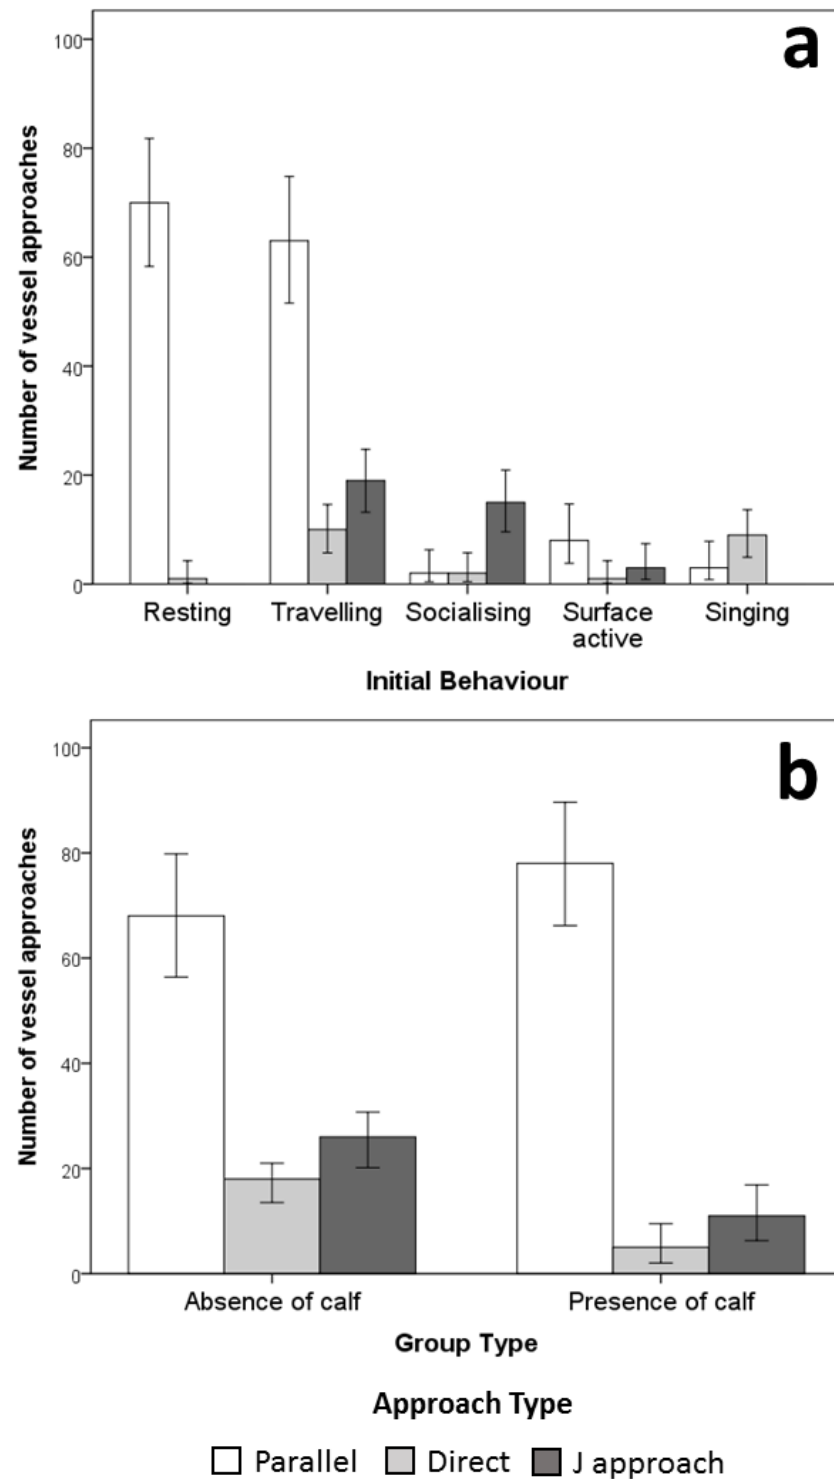 a
100
80
60
40
20
0
Number of vessel approaches
Resting Travelling Socialising Surface active Singing
Initial Behaviour
b
100
80
60
40
20
0
Number of vessel approaches
Absence of calf Presence of calf
Group Type
Approach Type
Parallel Direct J approach